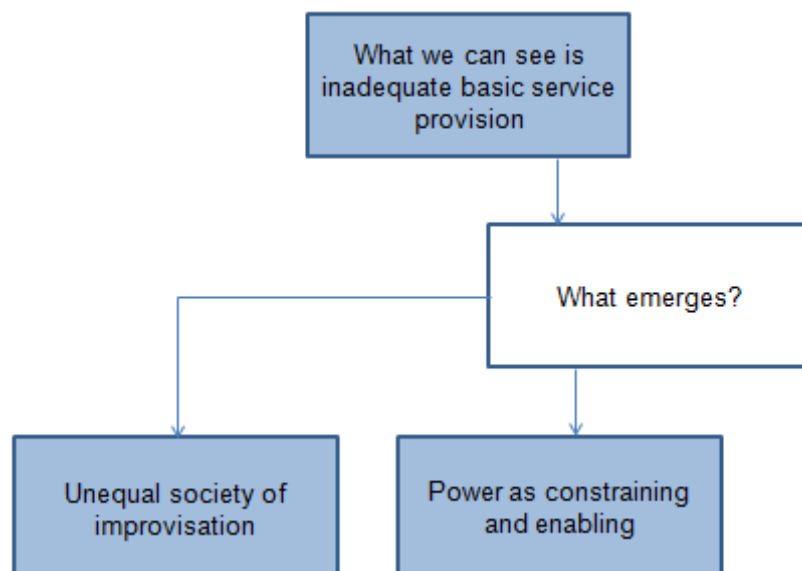 What we can see is
inadequate basic service
provision
What emerges?
Unequal society of
improvisation
Power as constraining
and enabling